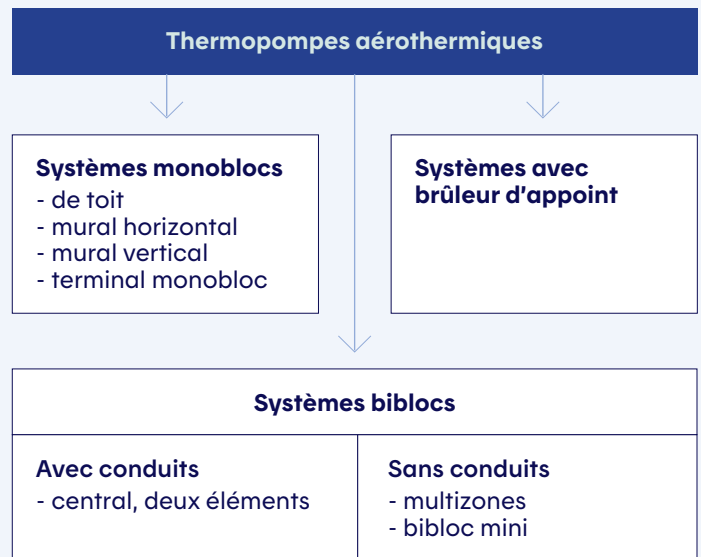 Thermopompes aérothermiques
Systèmes monoblocs
- de toit
- mural horizontal
- mural vertical
- terminal monobloc
Systèmes avec
brûleur d'appoint
Systèmes biblocs
Avec conduits
- central, deux éléments
Sans conduits
- multizones
- bibloc mini